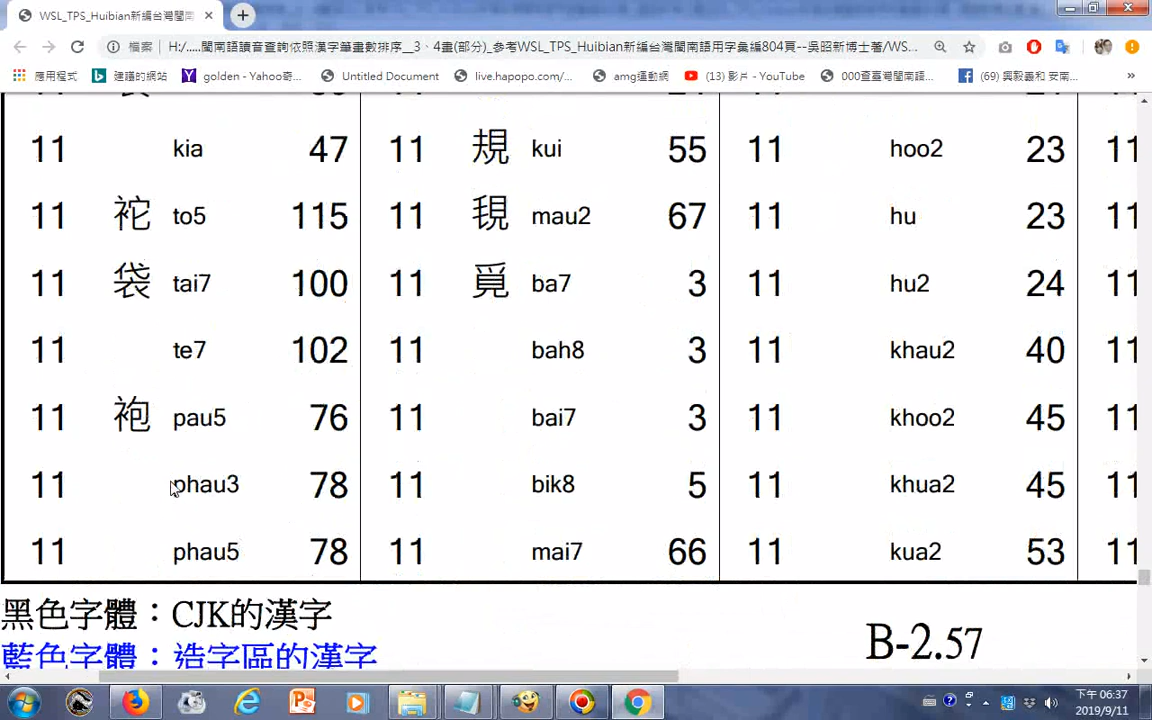 WSL_TPS_Huibian新編台灣閩南
檔案 H:/.....閩南語讀音查詢依照漢字筆畫數排序__3、4畫(部分)_參考WSL_TPS_Huibian新編台灣閩南語用字彙編804頁--吳昭新博士著/WS...
應用程式 建議的網站 golden - Yahoo奇... Untitled Document live.hapopo.com/... amg運動網 (13) 影片 - YouTube 000查臺灣閩南語... (69) 興毅義和 安南... »
11 kia 47 11 規 kui 55 11 hoo2 23 11
11 袉 to5 115 11 覒 mau2 67 11 hu 23 11
11 袋 tai7 100 11 覓 ba7 3 11 hu2 24 11
11 te7 102 11 bah8 3 11 khau2 40 11
11 袍 pau5 76 11 bai7 3 11 khoo2 45 11
11 phau3 78 11 bik8 5 11 khua2 45 11
11 phau5 78 11 mai7 66 11 kua2 53 11
黑色字體：CJK的漢字
藍色字體：造字區的漢字
B-2.57
下午 06:37
2019/9/11